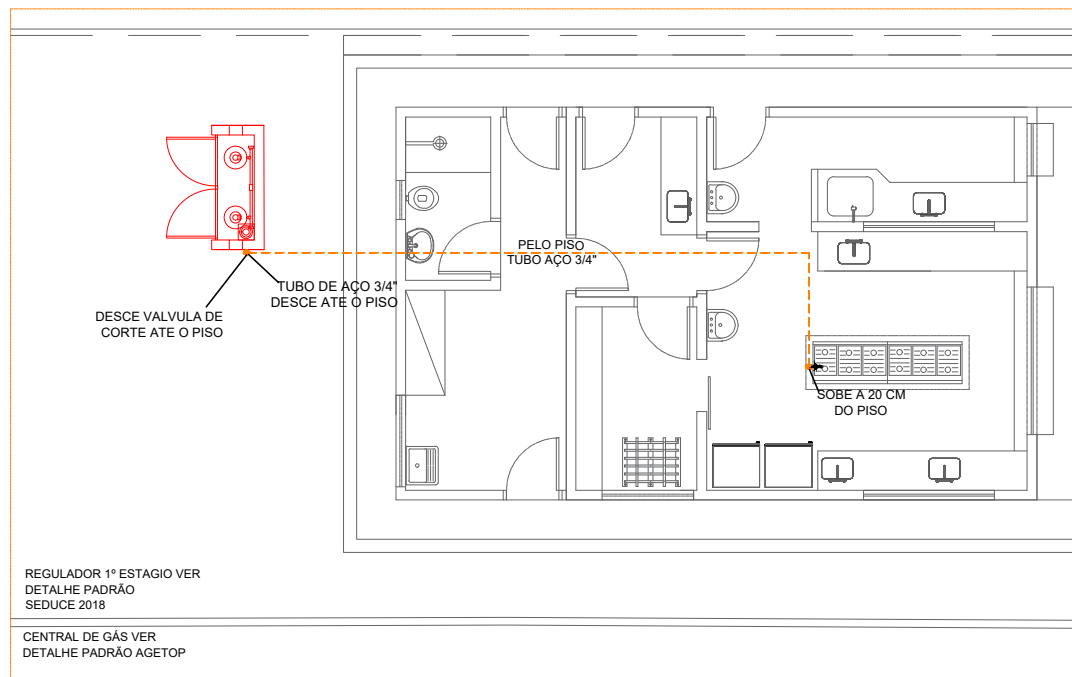 PELO PISO
TUBO AÇO 3/4"
TUBO DE AÇO 3/4"
DESCE ATE O PISO
DESCE VALVULA DE
CORTE ATE O PISO
SOBE A 20 CM
DO PISO
REGULADOR 1º ESTAGIO VER
DETALHE PADRÃO
SEDUCE 2018
CENTRAL DE GÁS VER
DETALHE PADRÃO AGETOP